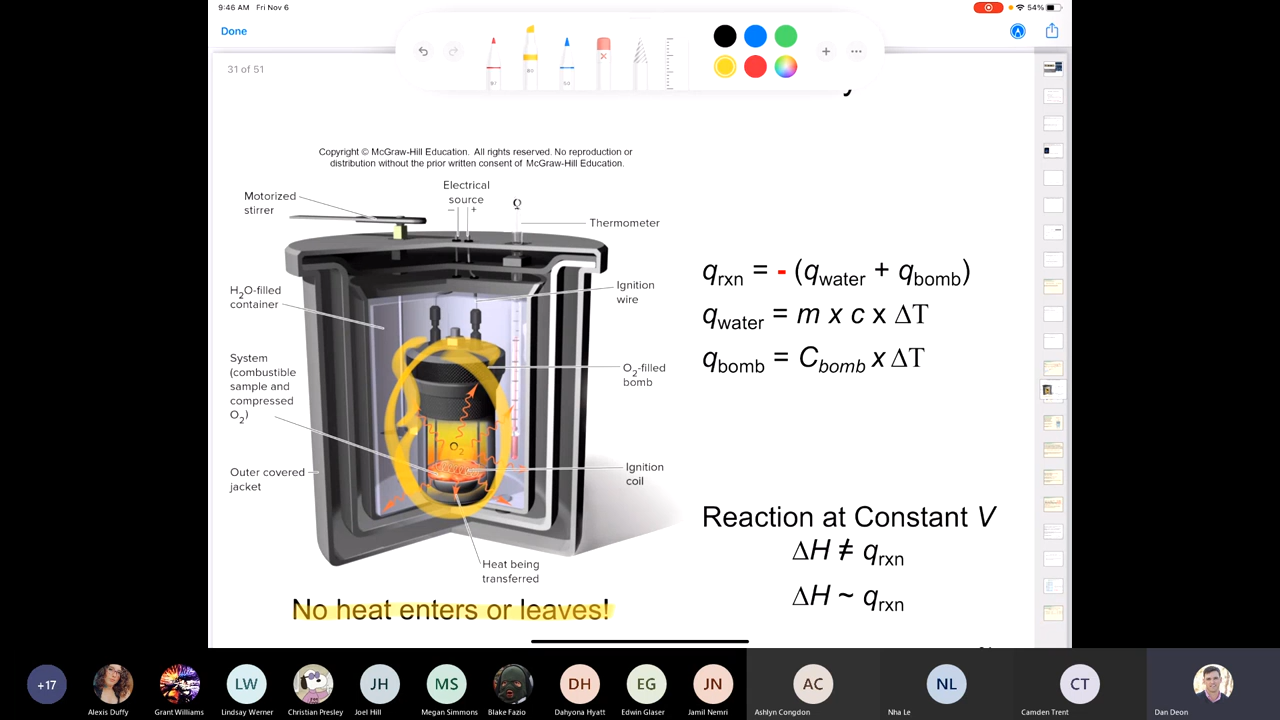 9:46 AM Fri Nov 6
54%
Done
31 of 51
Copyright © McGraw-Hill Education. All rights reserved. No reproduction or
distribution without the prior written consent of McGraw-Hill Education.
Motorized
stirrer
Electrical
source
– +
Thermometer
H2O-filled
container
Ignition
wire
System
(combustible
sample and
compressed
O2)
O2-filled
bomb
O2
Outer covered
jacket
Ignition
coil
Heat being
transferred
No heat enters or leaves!
qrxn = - (qwater + qbomb)
qwater = m x c x ΔT
qbomb = Cbomb x ΔT
Reaction at Constant V
ΔH ≠ qrxn
ΔH ~ qrxn
+17
Alexis Duffy
Grant Williams
LW
Lindsay Werner
Christian Presley
JH
Joel Hill
MS
Megan Simmons
Blake Fazio
DH
Dahyona Hyatt
EG
Edwin Glaser
JN
Jamil Nemri
AC
Ashlyn Congdon
NL
Nha Le
CT
Camden Trent
Dan Deon